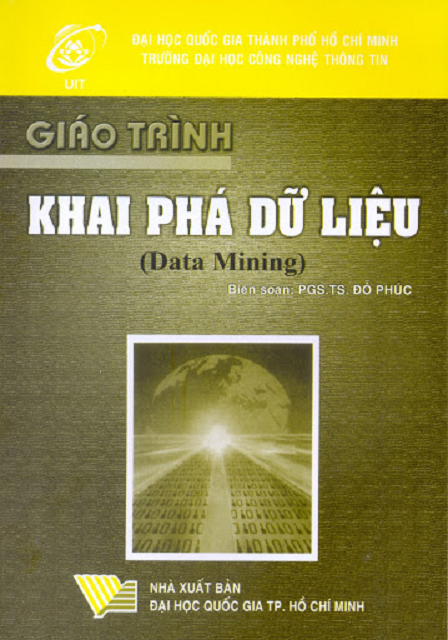 ĐẠI HỌC QUỐC GIA THÀNH PHỐ HỒ CHÍ MINH
TRƯỜNG ĐẠI HỌC CÔNG NGHỆ THÔNG TIN
UIT
GIÁO TRÌNH
KHAI PHÁ DỮ LIỆU
(Data Mining)
Biên soạn: PGS.TS. ĐỖ PHÚC
NHÀ XUẤT BẢN
ĐẠI HỌC QUỐC GIA TP. HỒ CHÍ MINH